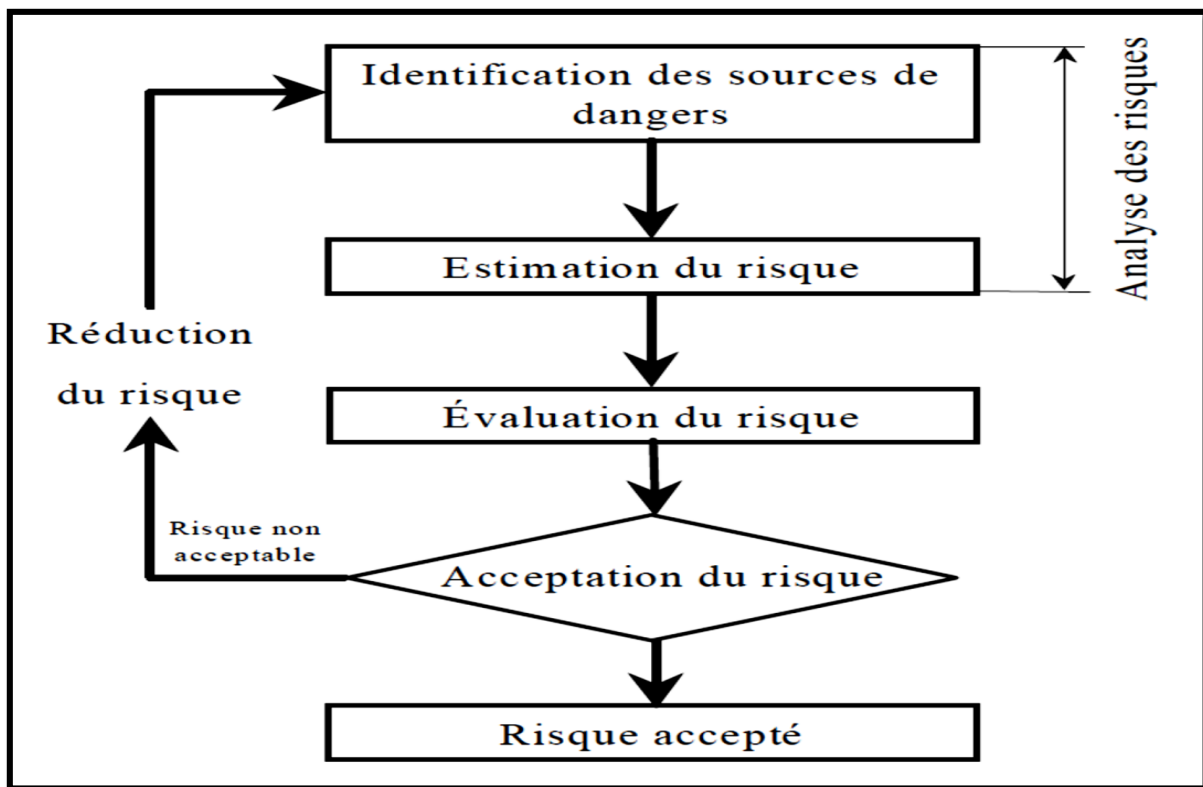 Identification des sources de
dangers
Analyse des risques
Estimation du risque
Réduction
du risque
Évaluation du risque
Risque non
acceptable
Acceptation du risque
Risque accepté